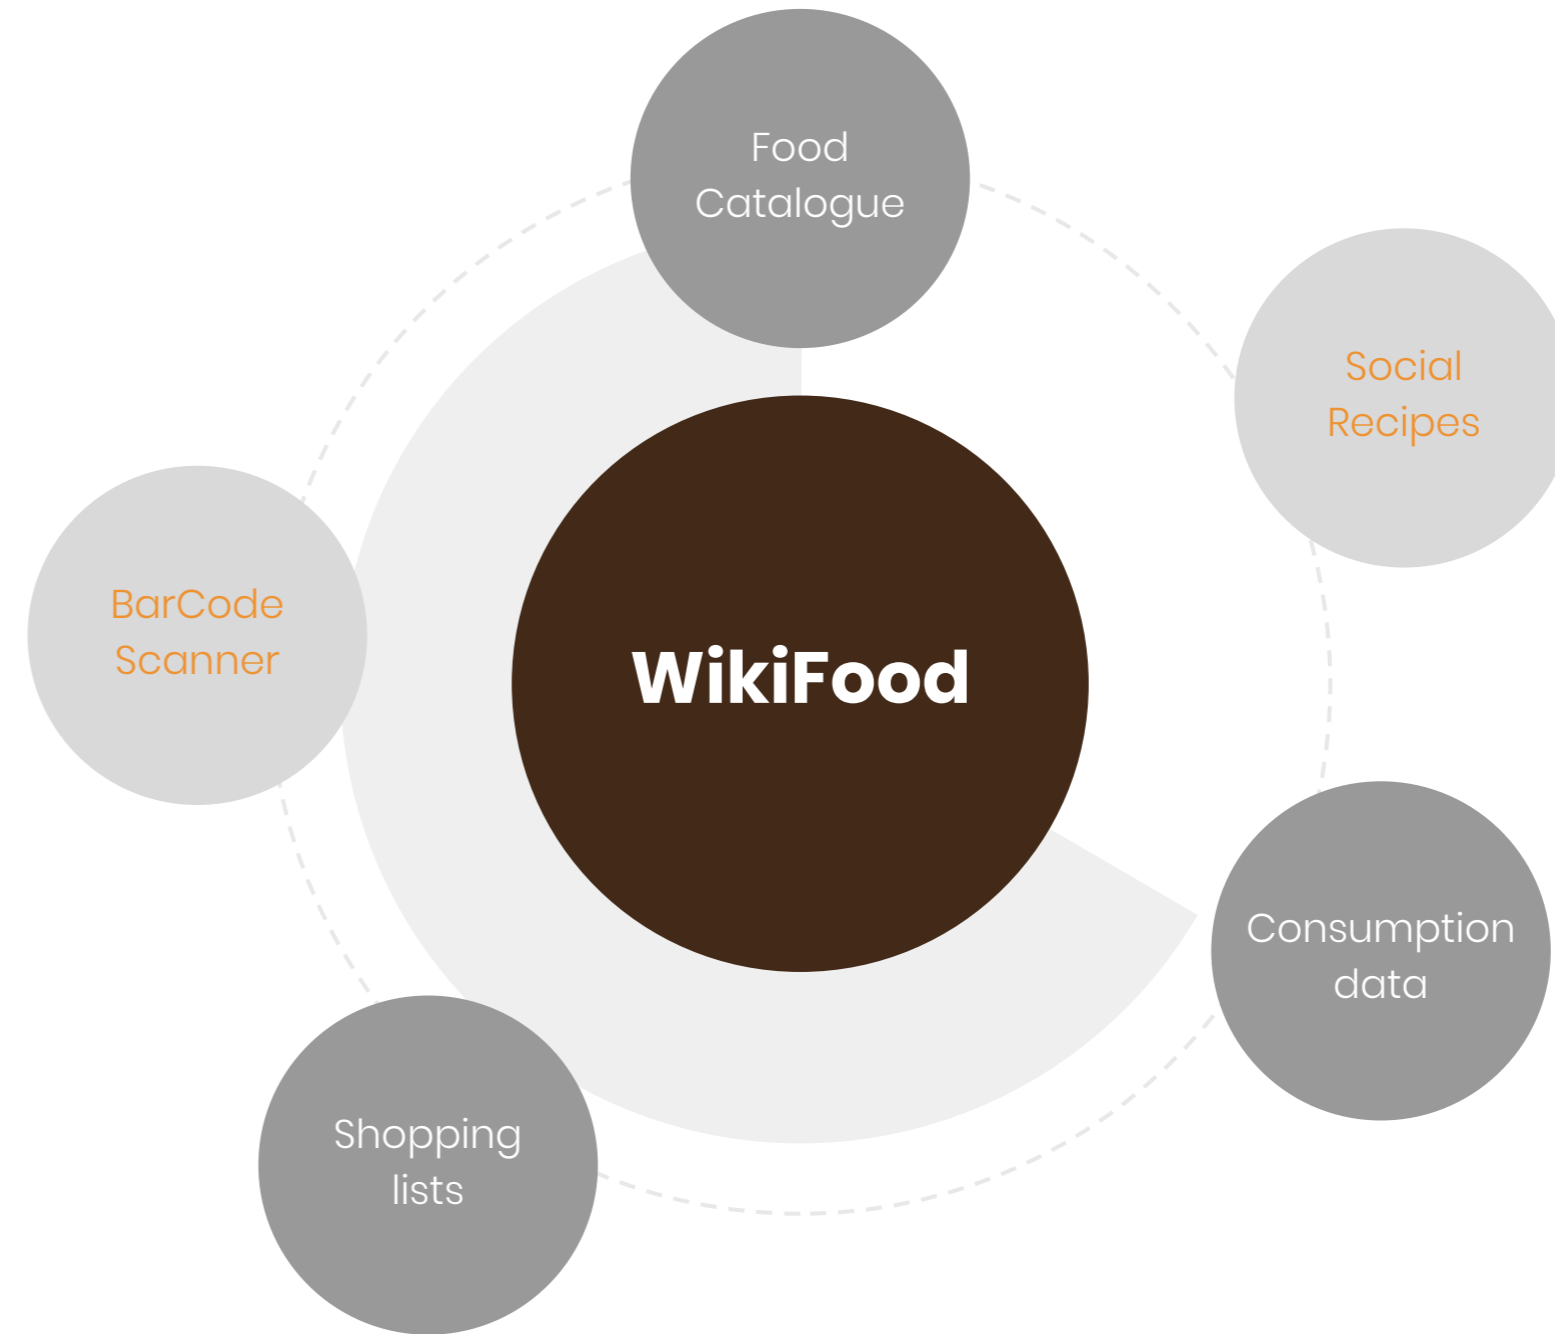 Food
Catalogue
Social
Recipes
BarCode
Scanner
WikiFood
Consumption
data
Shopping
lists